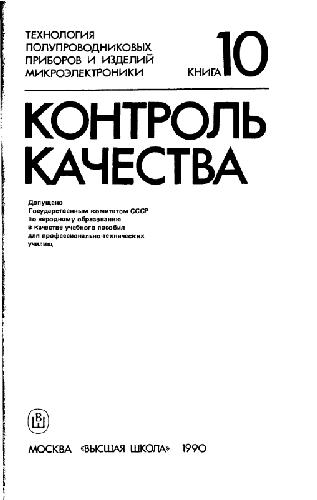 ТЕХНОЛОГИЯ
ПОЛУПРОВОДНИКОВЫХ
ПРИБОРОВ И ИЗДЕЛИЙ
МИКРОЭЛЕКТРОНИКИ
КНИГА 10
КОНТРОЛЬ
КАЧЕСТВА
Допущено
Государственным комитетом СССР
по народному образованию
в качестве учебного пособия
для профессионально-технических
училищ
МОСКВА «ВЫСШАЯ ШКОЛА» 1990